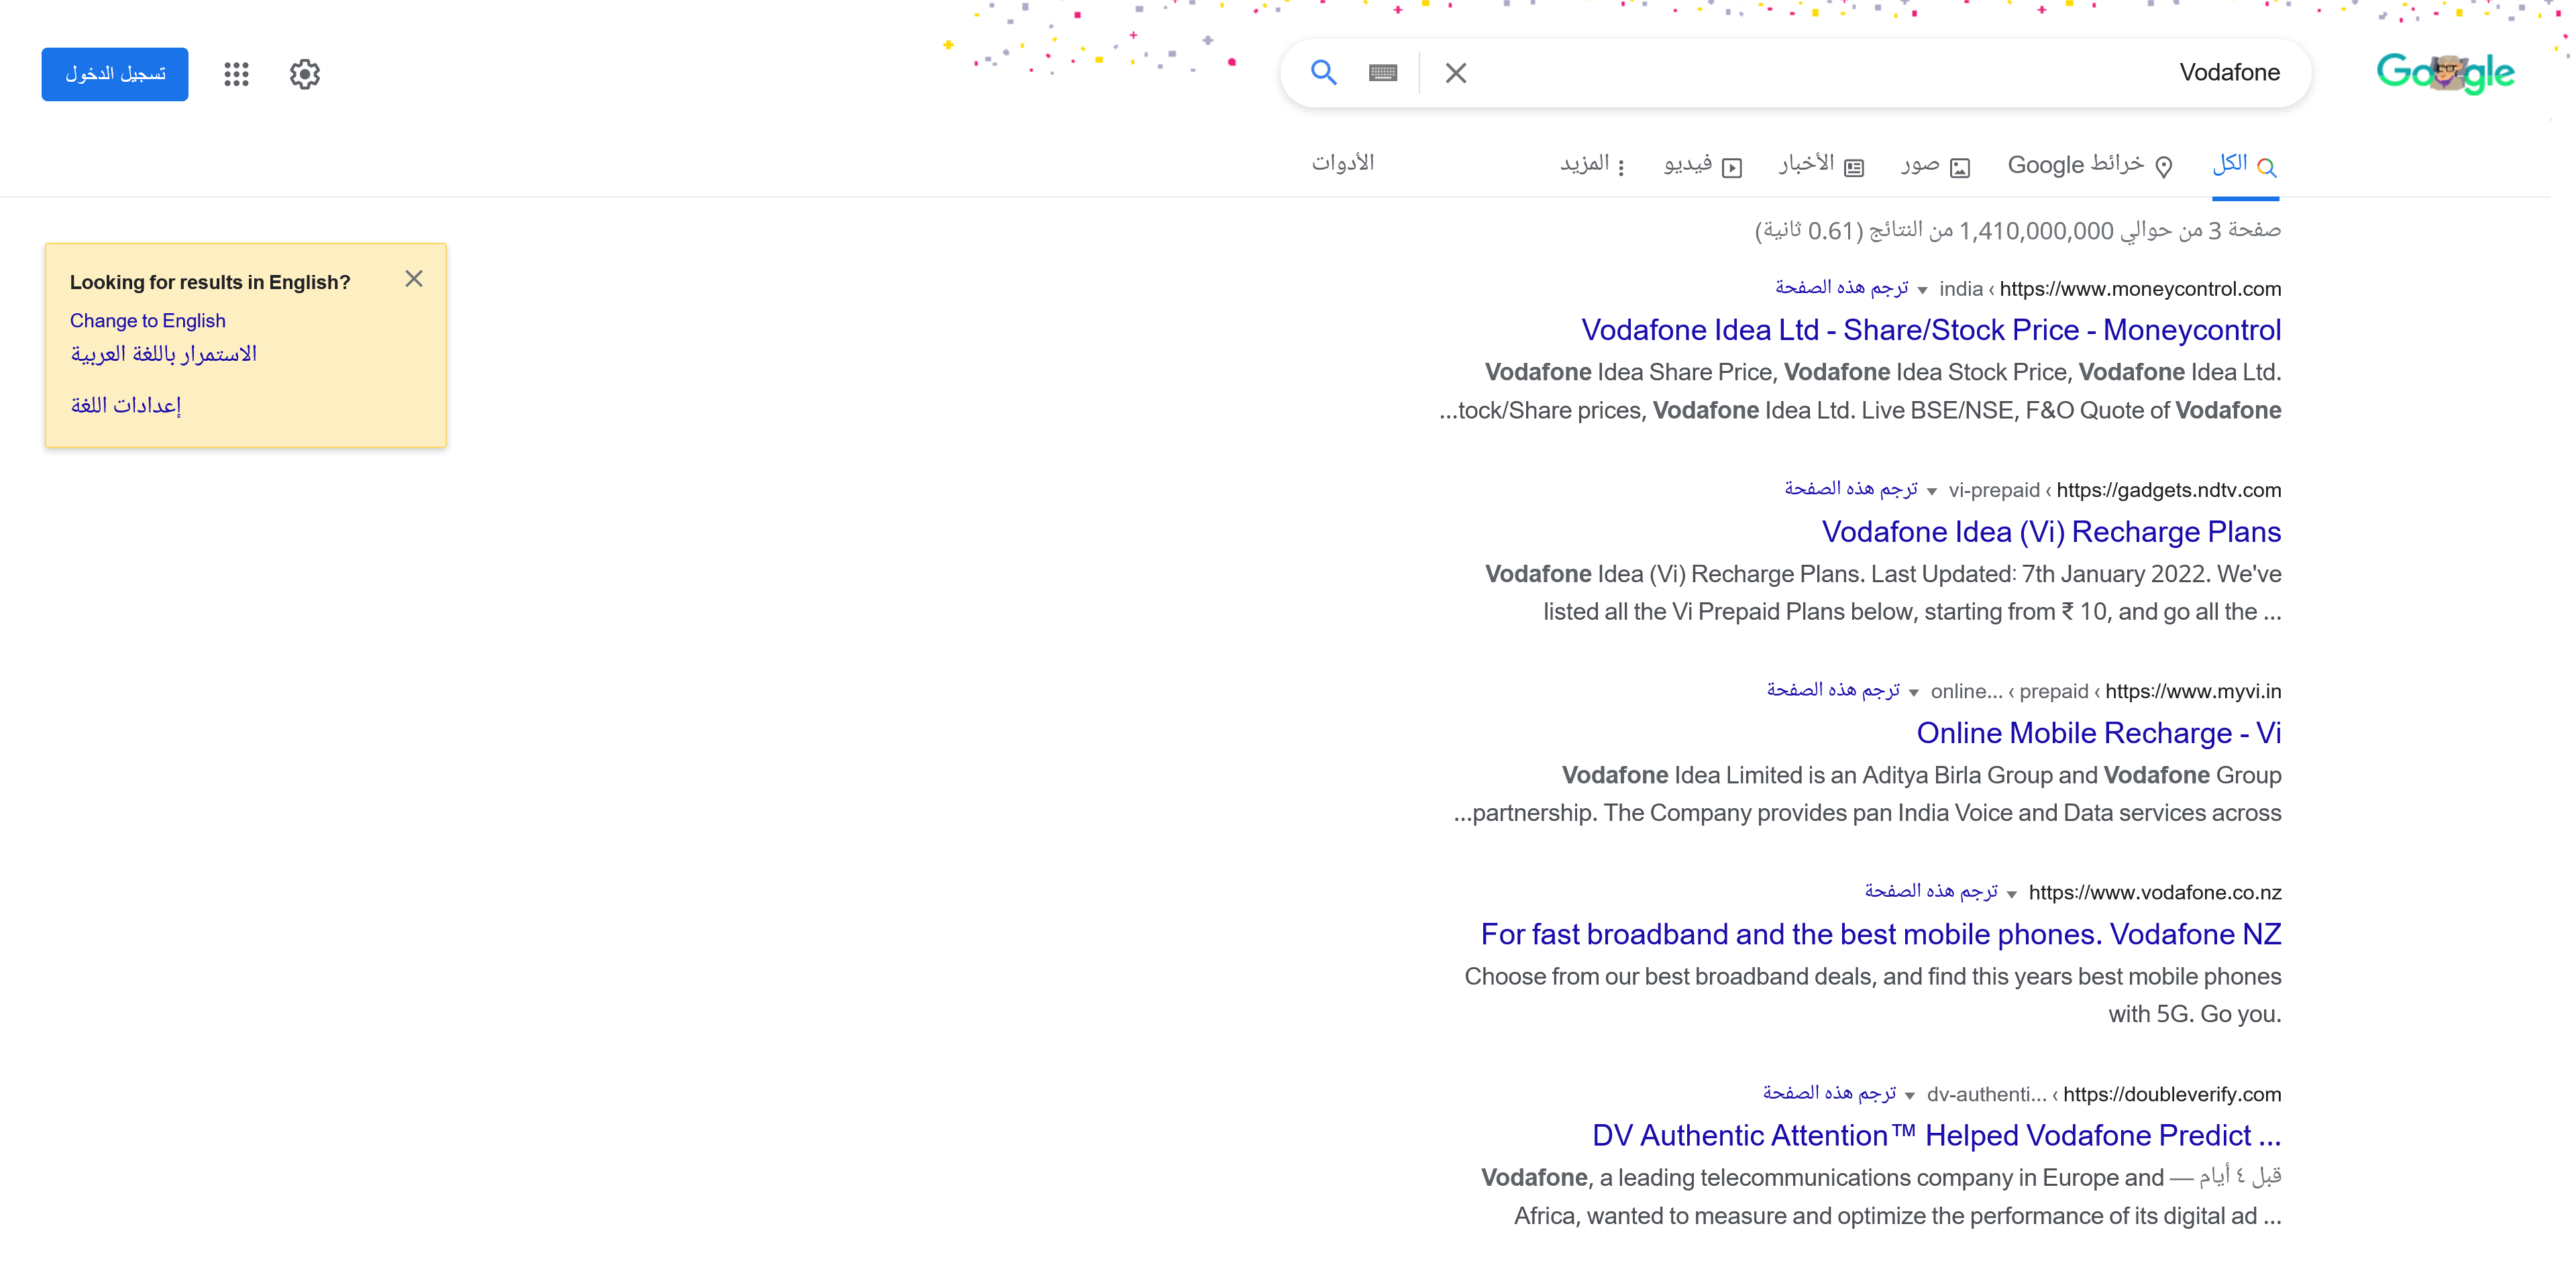 Google
Vodafone
تسجيل الدخول
الكل
خرائط Google
صور
الأخبار
فيديو
المزيد
الأدوات
صفحة 3 من حوالي 1,410,000,000 من النتائج (0.61 ثانية)
Looking for results in English?
Change to English
الاستمرار باللغة العربية
إعدادات اللغة
https://www.moneycontrol.com › india ترجم هذه الصفحة
Vodafone Idea Ltd - Share/Stock Price - Moneycontrol
Vodafone Idea Share Price, Vodafone Idea Stock Price, Vodafone Idea Ltd.
...tock/Share prices, Vodafone Idea Ltd. Live BSE/NSE, F&O Quote of Vodafone
https://gadgets.ndtv.com › vi-prepaid ترجم هذه الصفحة
Vodafone Idea (Vi) Recharge Plans
Vodafone Idea (Vi) Recharge Plans. Last Updated: 7th January 2022. We've
listed all the Vi Prepaid Plans below, starting from ₹ 10, and go all the ...
https://www.myvi.in › prepaid › online... ترجم هذه الصفحة
Online Mobile Recharge - Vi
Vodafone Idea Limited is an Aditya Birla Group and Vodafone Group
...partnership. The Company provides pan India Voice and Data services across
https://www.vodafone.co.nz ترجم هذه الصفحة
For fast broadband and the best mobile phones. Vodafone NZ
Choose from our best broadband deals, and find this years best mobile phones
with 5G. Go you.
https://doubleverify.com › dv-authenti... ترجم هذه الصفحة
DV Authentic Attention™ Helped Vodafone Predict ...
قبل ٤ أيام — Vodafone, a leading telecommunications company in Europe and
Africa, wanted to measure and optimize the performance of its digital ad ...